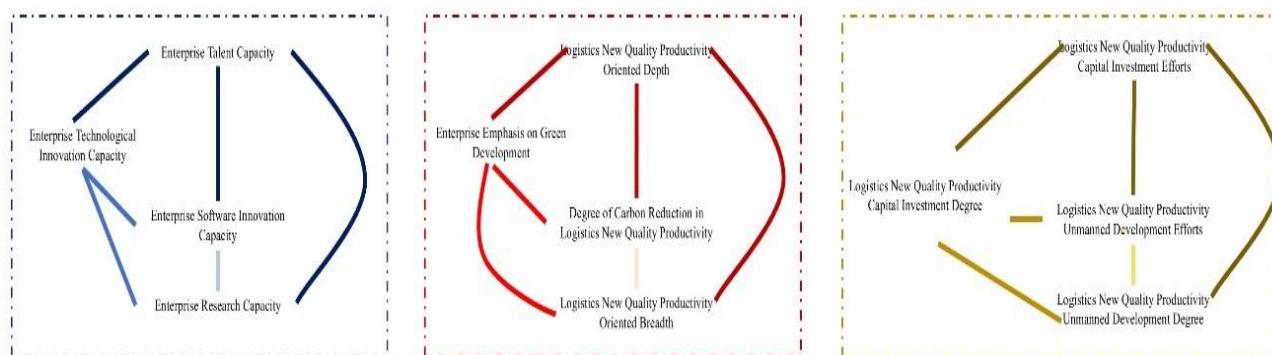 Enterprise Talent Capacity
Enterprise Technological
Innovation Capacity
Enterprise Software Innovation
Capacity
Enterprise Research Capacity
Logistics New Quality Productivity
Oriented Depth
Enterprise Emphasis on Green
Development
Degree of Carbon Reduction in
Logistics New Quality Productivity
Logistics New Quality Productivity
Oriented Breadth
Logistics New Quality Productivity
Capital Investment Efforts
Logistics New Quality Productivity
Capital Investment Degree
Logistics New Quality Productivity
Unmanned Development Efforts
Logistics New Quality Productivity
Unmanned Development Degree